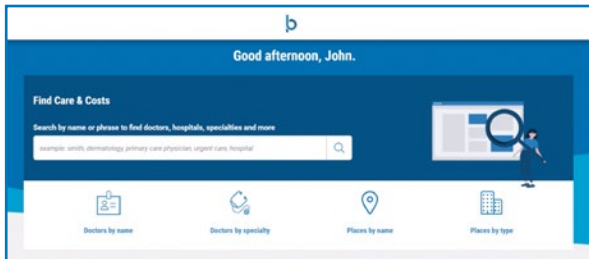 b
Good afternoon, John.
Find Care & Costs
Search by name or phrase to find doctors, hospitals, specialties and more
example: smith, dermatology, primary care physician, urgent care, hospital
Doctors by name
Doctors by specialty
Places by name
Places by type